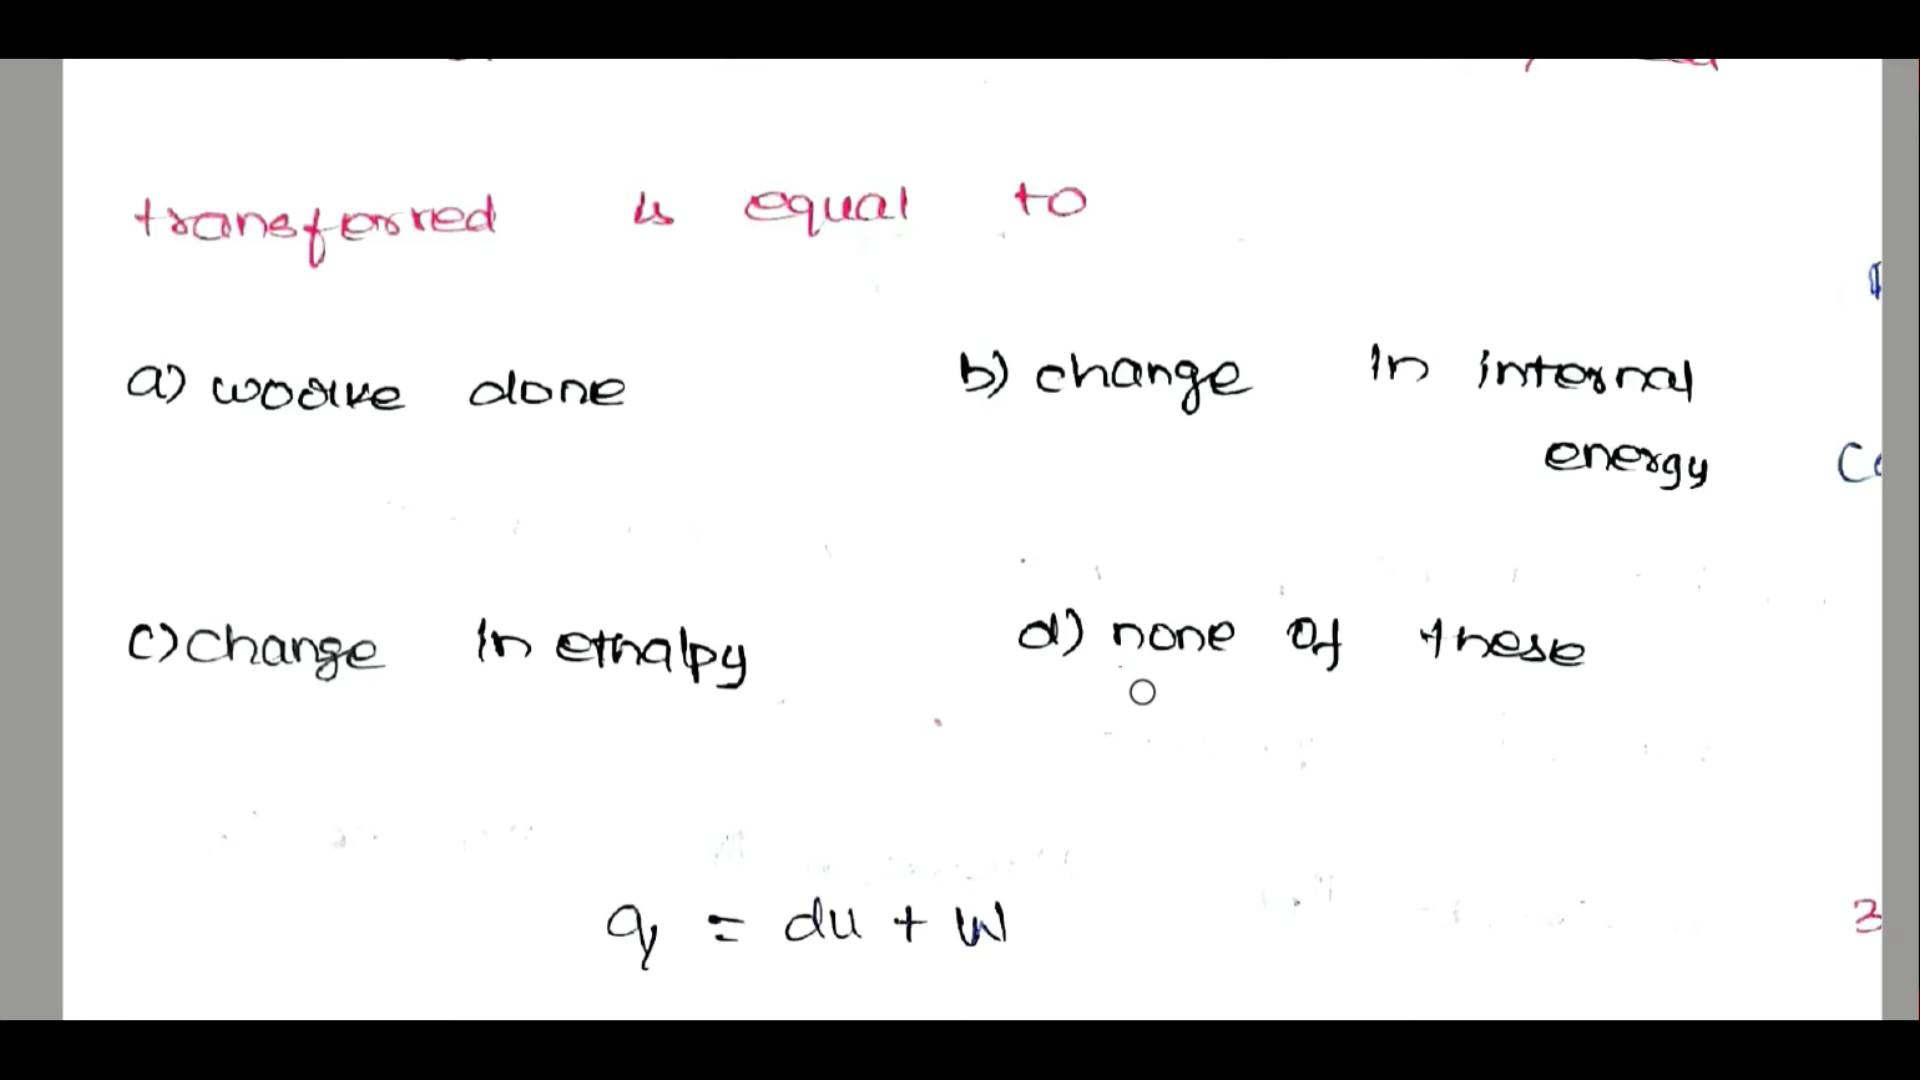 transferred is equal to
a) woorke done
b) change in internal
energy
c) change in ethalpy
d) none of these
q = du + w